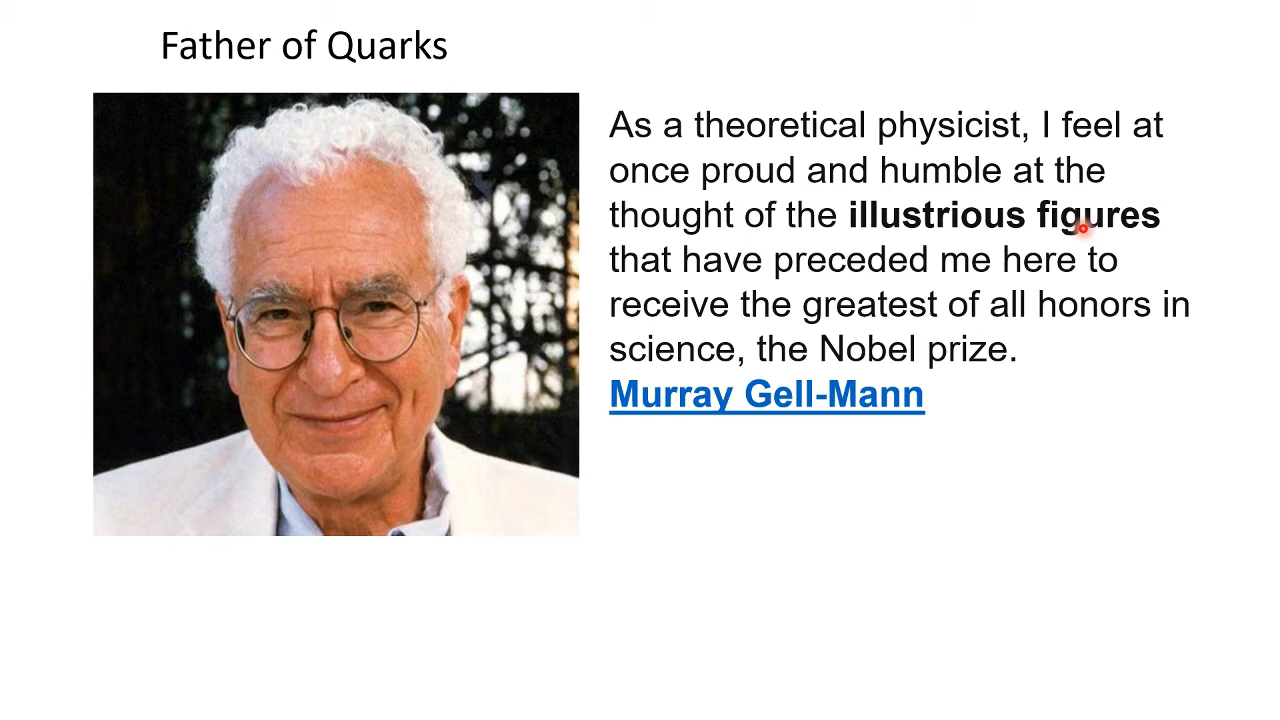 Father of Quarks
As a theoretical physicist, I feel at
once proud and humble at the
thought of the illustrious figures
that have preceded me here to
receive the greatest of all honors in
science, the Nobel prize.
Murray Gell-Mann